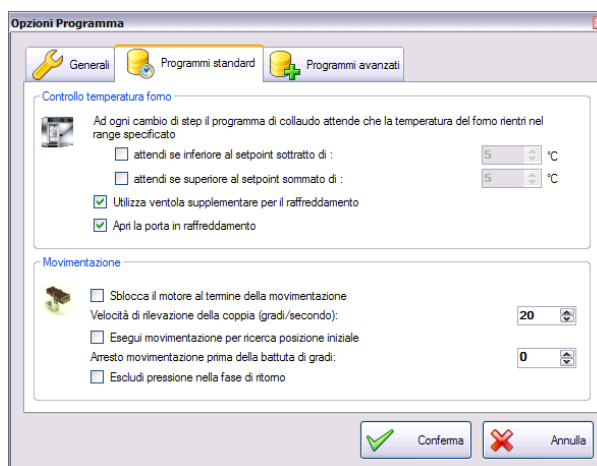 Opzioni Programma
Generali
Programmi standard
Programmi avanzati
Controllo temperatura forno
Ad ogni cambio di step il programma di collaudo attende che la temperatura del forno rientri nel
range specificato
attendi se inferiore al setpoint sottratto di : 5 °C
attendi se superiore al setpoint sommato di : 5 °C
Utilizza ventola supplementare per il raffreddamento
Apri la porta in raffreddamento
Movimentazione
Sblocca il motore al termine della movimentazione
Velocità di rilevazione della coppia (gradi/secondo): 20
Esegui movimentazione per ricerca posizione iniziale
Arresto movimentazione prima della battuta di gradi: 0
Escludi pressione nella fase di ritorno
Conferma
Annulla